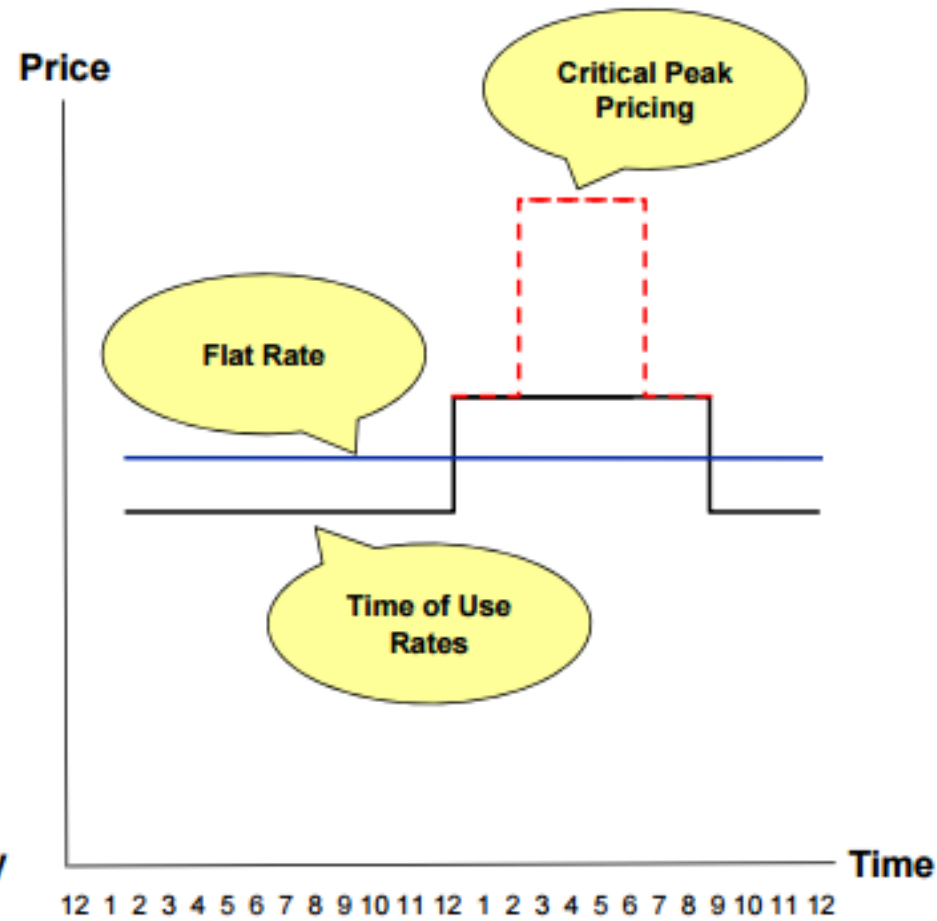 Price
Critical Peak
Pricing
Flat Rate
Time of Use
Rates
Time
12 1 2 3 4 5 6 7 8 9 10 11 12 1 2 3 4 5 6 7 8 9 10 11 12